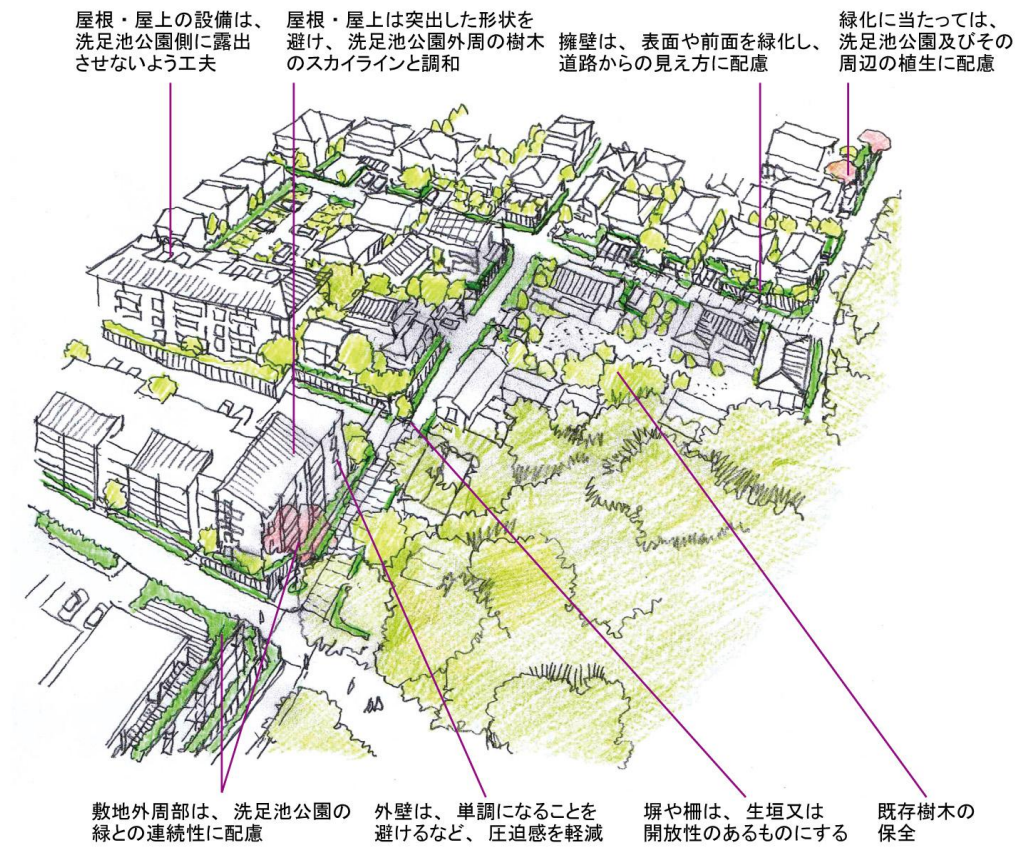 屋根・屋上の設備は、
洗足池公園側に露出
させないよう工夫
屋根・屋上は突出した形状を
避け、洗足池公園外周の樹木
のスカイラインと調和
擁壁は、表面や前面を緑化し、
道路からの見え方に配慮
緑化に当たっては、
洗足池公園及びその
周辺の植生に配慮
敷地外周部は、洗足池公園の
緑との連続性に配慮
外壁は、単調になることを
避けるなど、圧迫感を軽減
塀や柵は、生垣又は
開放性のあるものにする
既存樹木の
保全